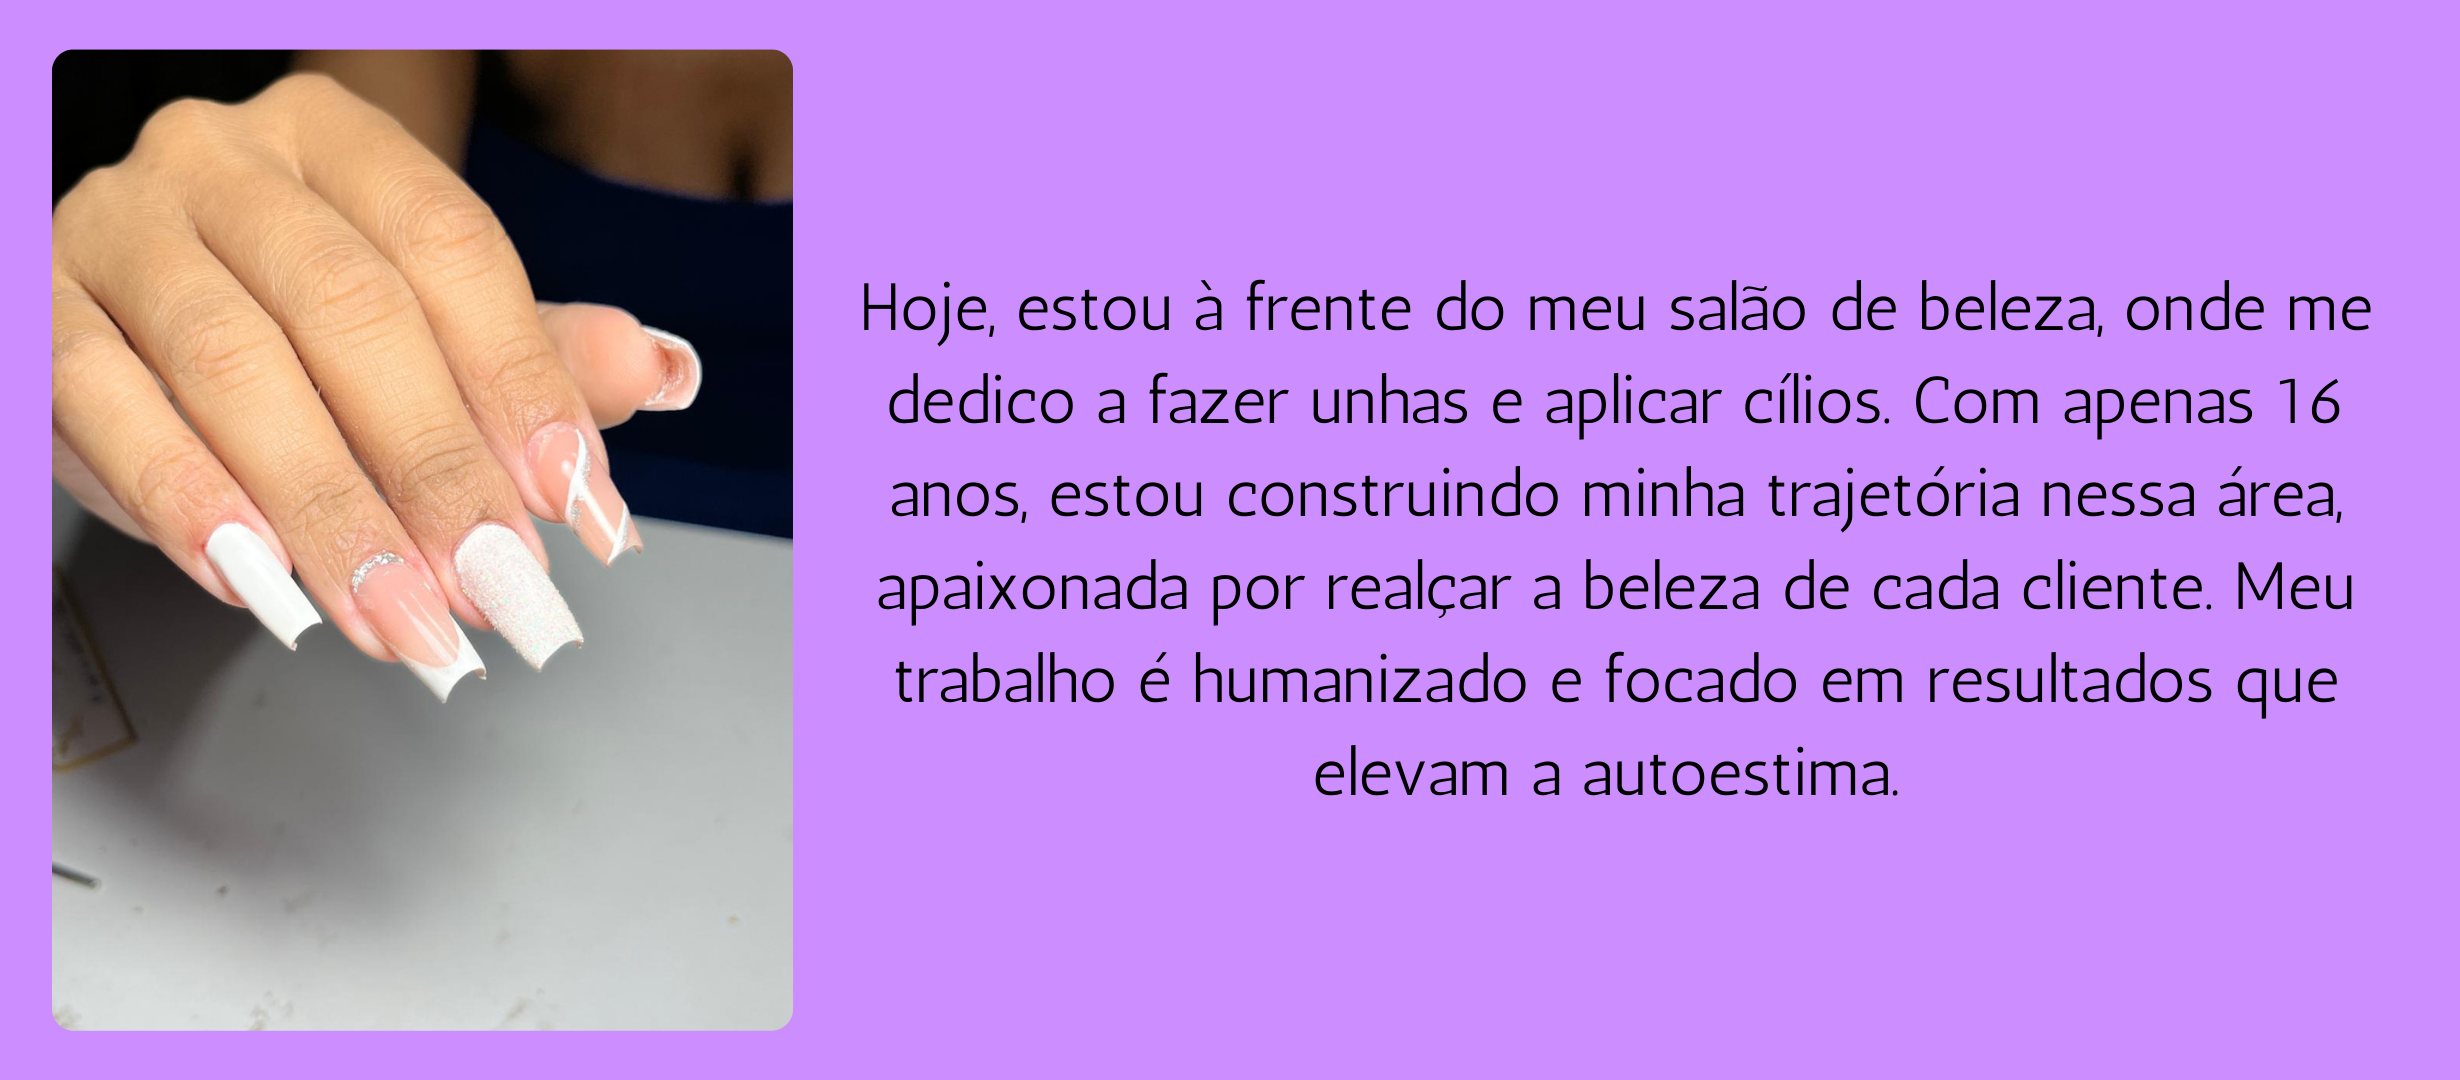 Hoje, estou à frente do meu salão de beleza, onde me
dedico a fazer unhas e aplicar cílios. Com apenas 16
anos, estou construindo minha trajetória nessa área,
apaixonada por realçar a beleza de cada cliente. Meu
trabalho é humanizado e focado em resultados que
elevam a autoestima.